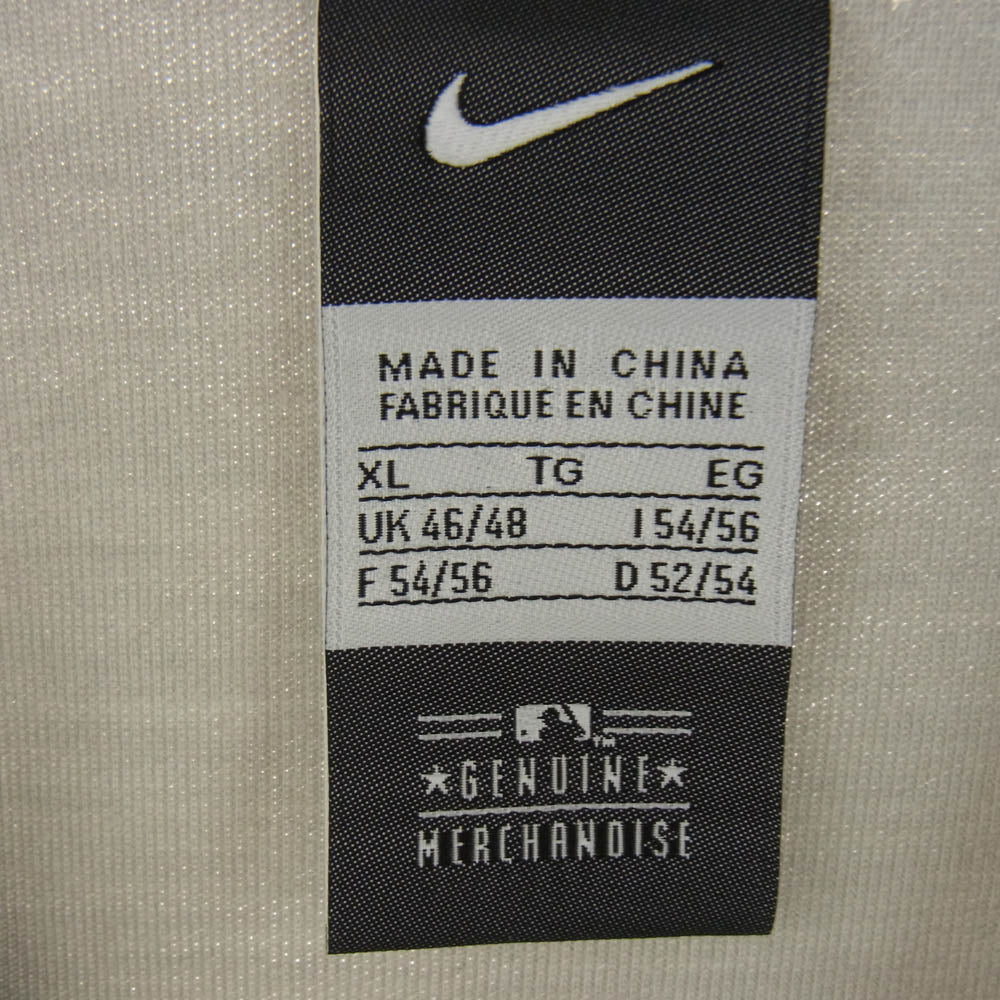 MADE IN CHINA
FABRIQUE EN CHINE
XL TG EG
UK 46/48 I 54/56
F 54/56 D 52/54
TM
★GENUINE★
MERCHANDISE